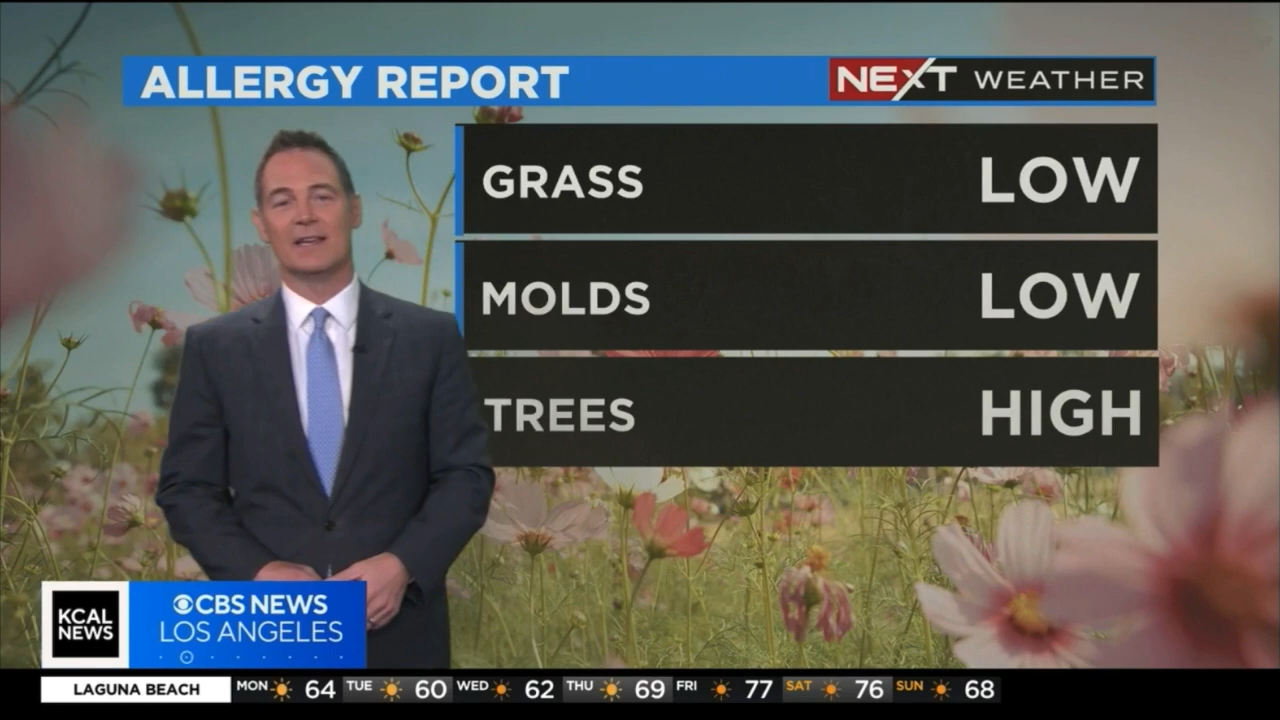 ALLERGY REPORT
NEXT WEATHER
GRASS LOW
MOLDS LOW
TREES HIGH
KCAL NEWS
CBS NEWS
LOS ANGELES
LAGUNA BEACH MON 64 TUE 60 WED 62 THU 69 FRI 77 SAT 76 SUN 68